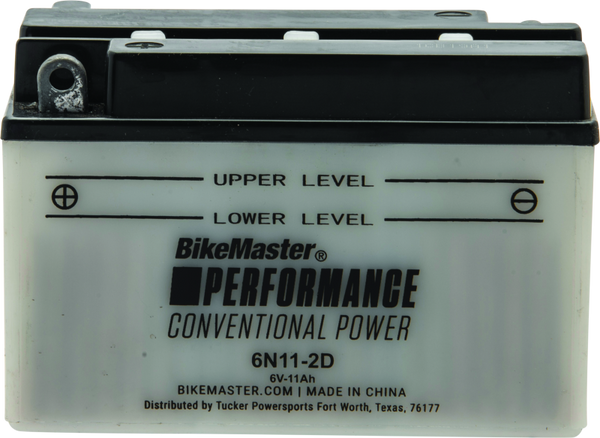 UPPER LEVEL
LOWER LEVEL
BikeMaster®
PERFORMANCE
CONVENTIONAL POWER
6N11-2D
6V-11Ah
BIKEMASTER.COM | MADE IN CHINA
Distributed by Tucker Powersports Fort Worth, Texas, 76177